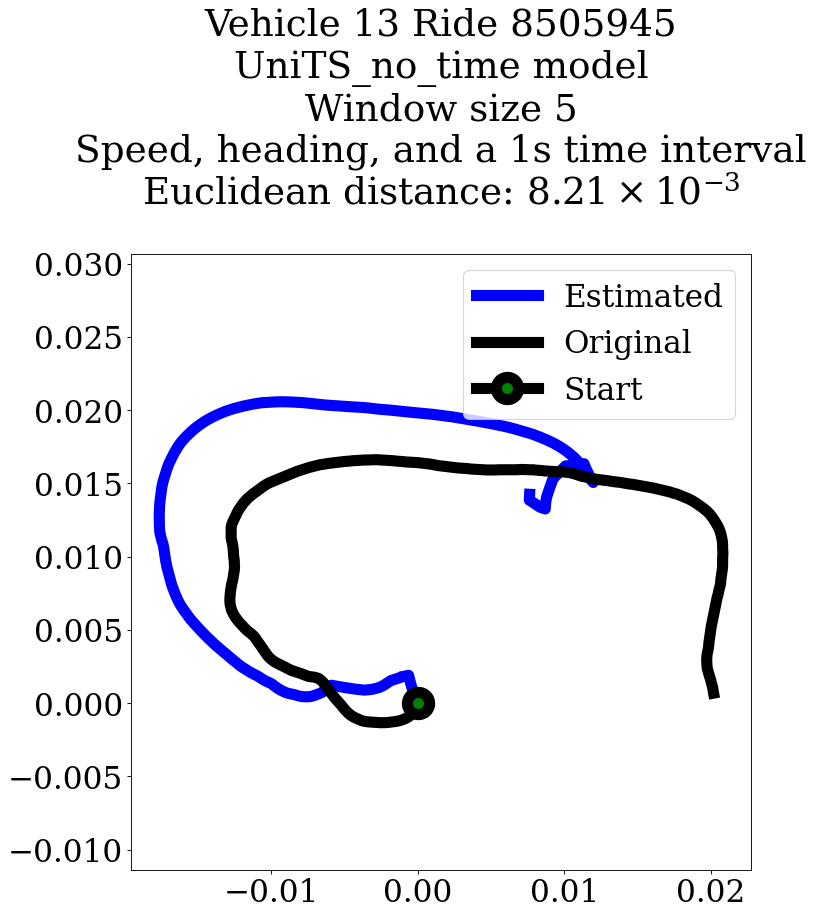 Vehicle 13 Ride 8505945
UniTS_no_time model
Window size 5
Speed, heading, and a 1s time interval
Euclidean distance: 8.21 × 10⁻³
Estimated
Original
Start
0.030
0.025
0.020
0.015
0.010
0.005
0.000
−0.005
−0.010
−0.01 0.00 0.01 0.02